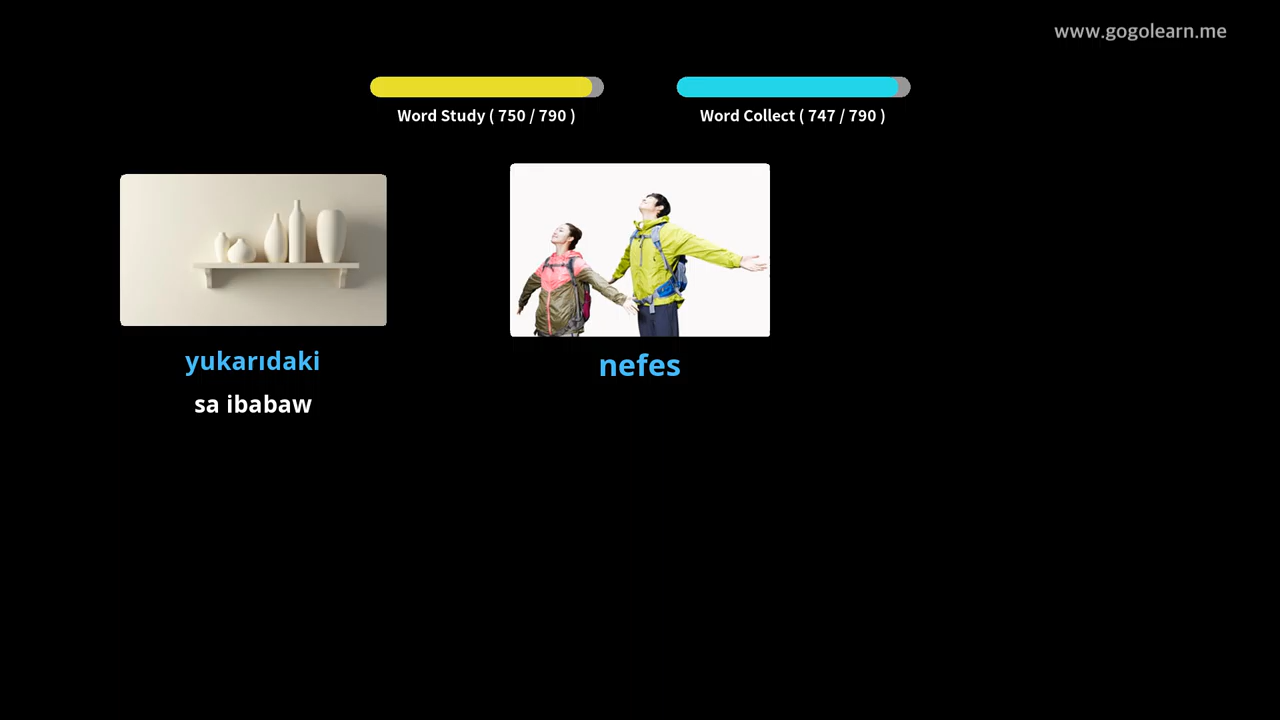 www.gogolearn.me
Word Study ( 750 / 790 )
Word Collect ( 747 / 790 )
yukarıdaki
sa ibabaw
nefes